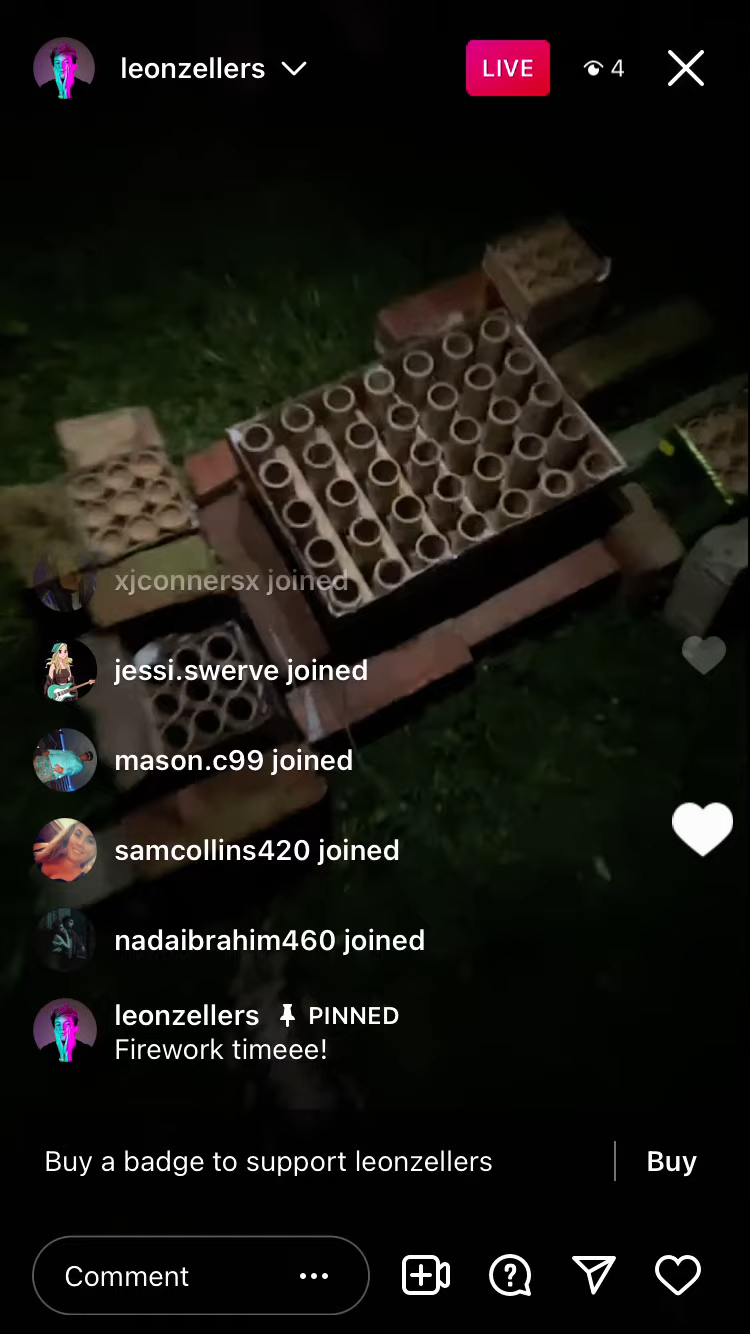 leonzellers
LIVE
4
xjconnersx joined
jessi.swerve joined
mason.c99 joined
samcollins420 joined
nadaibrahim460 joined
leonzellers PINNED
Firework timeee!
Buy a badge to support leonzellers
Buy
Comment